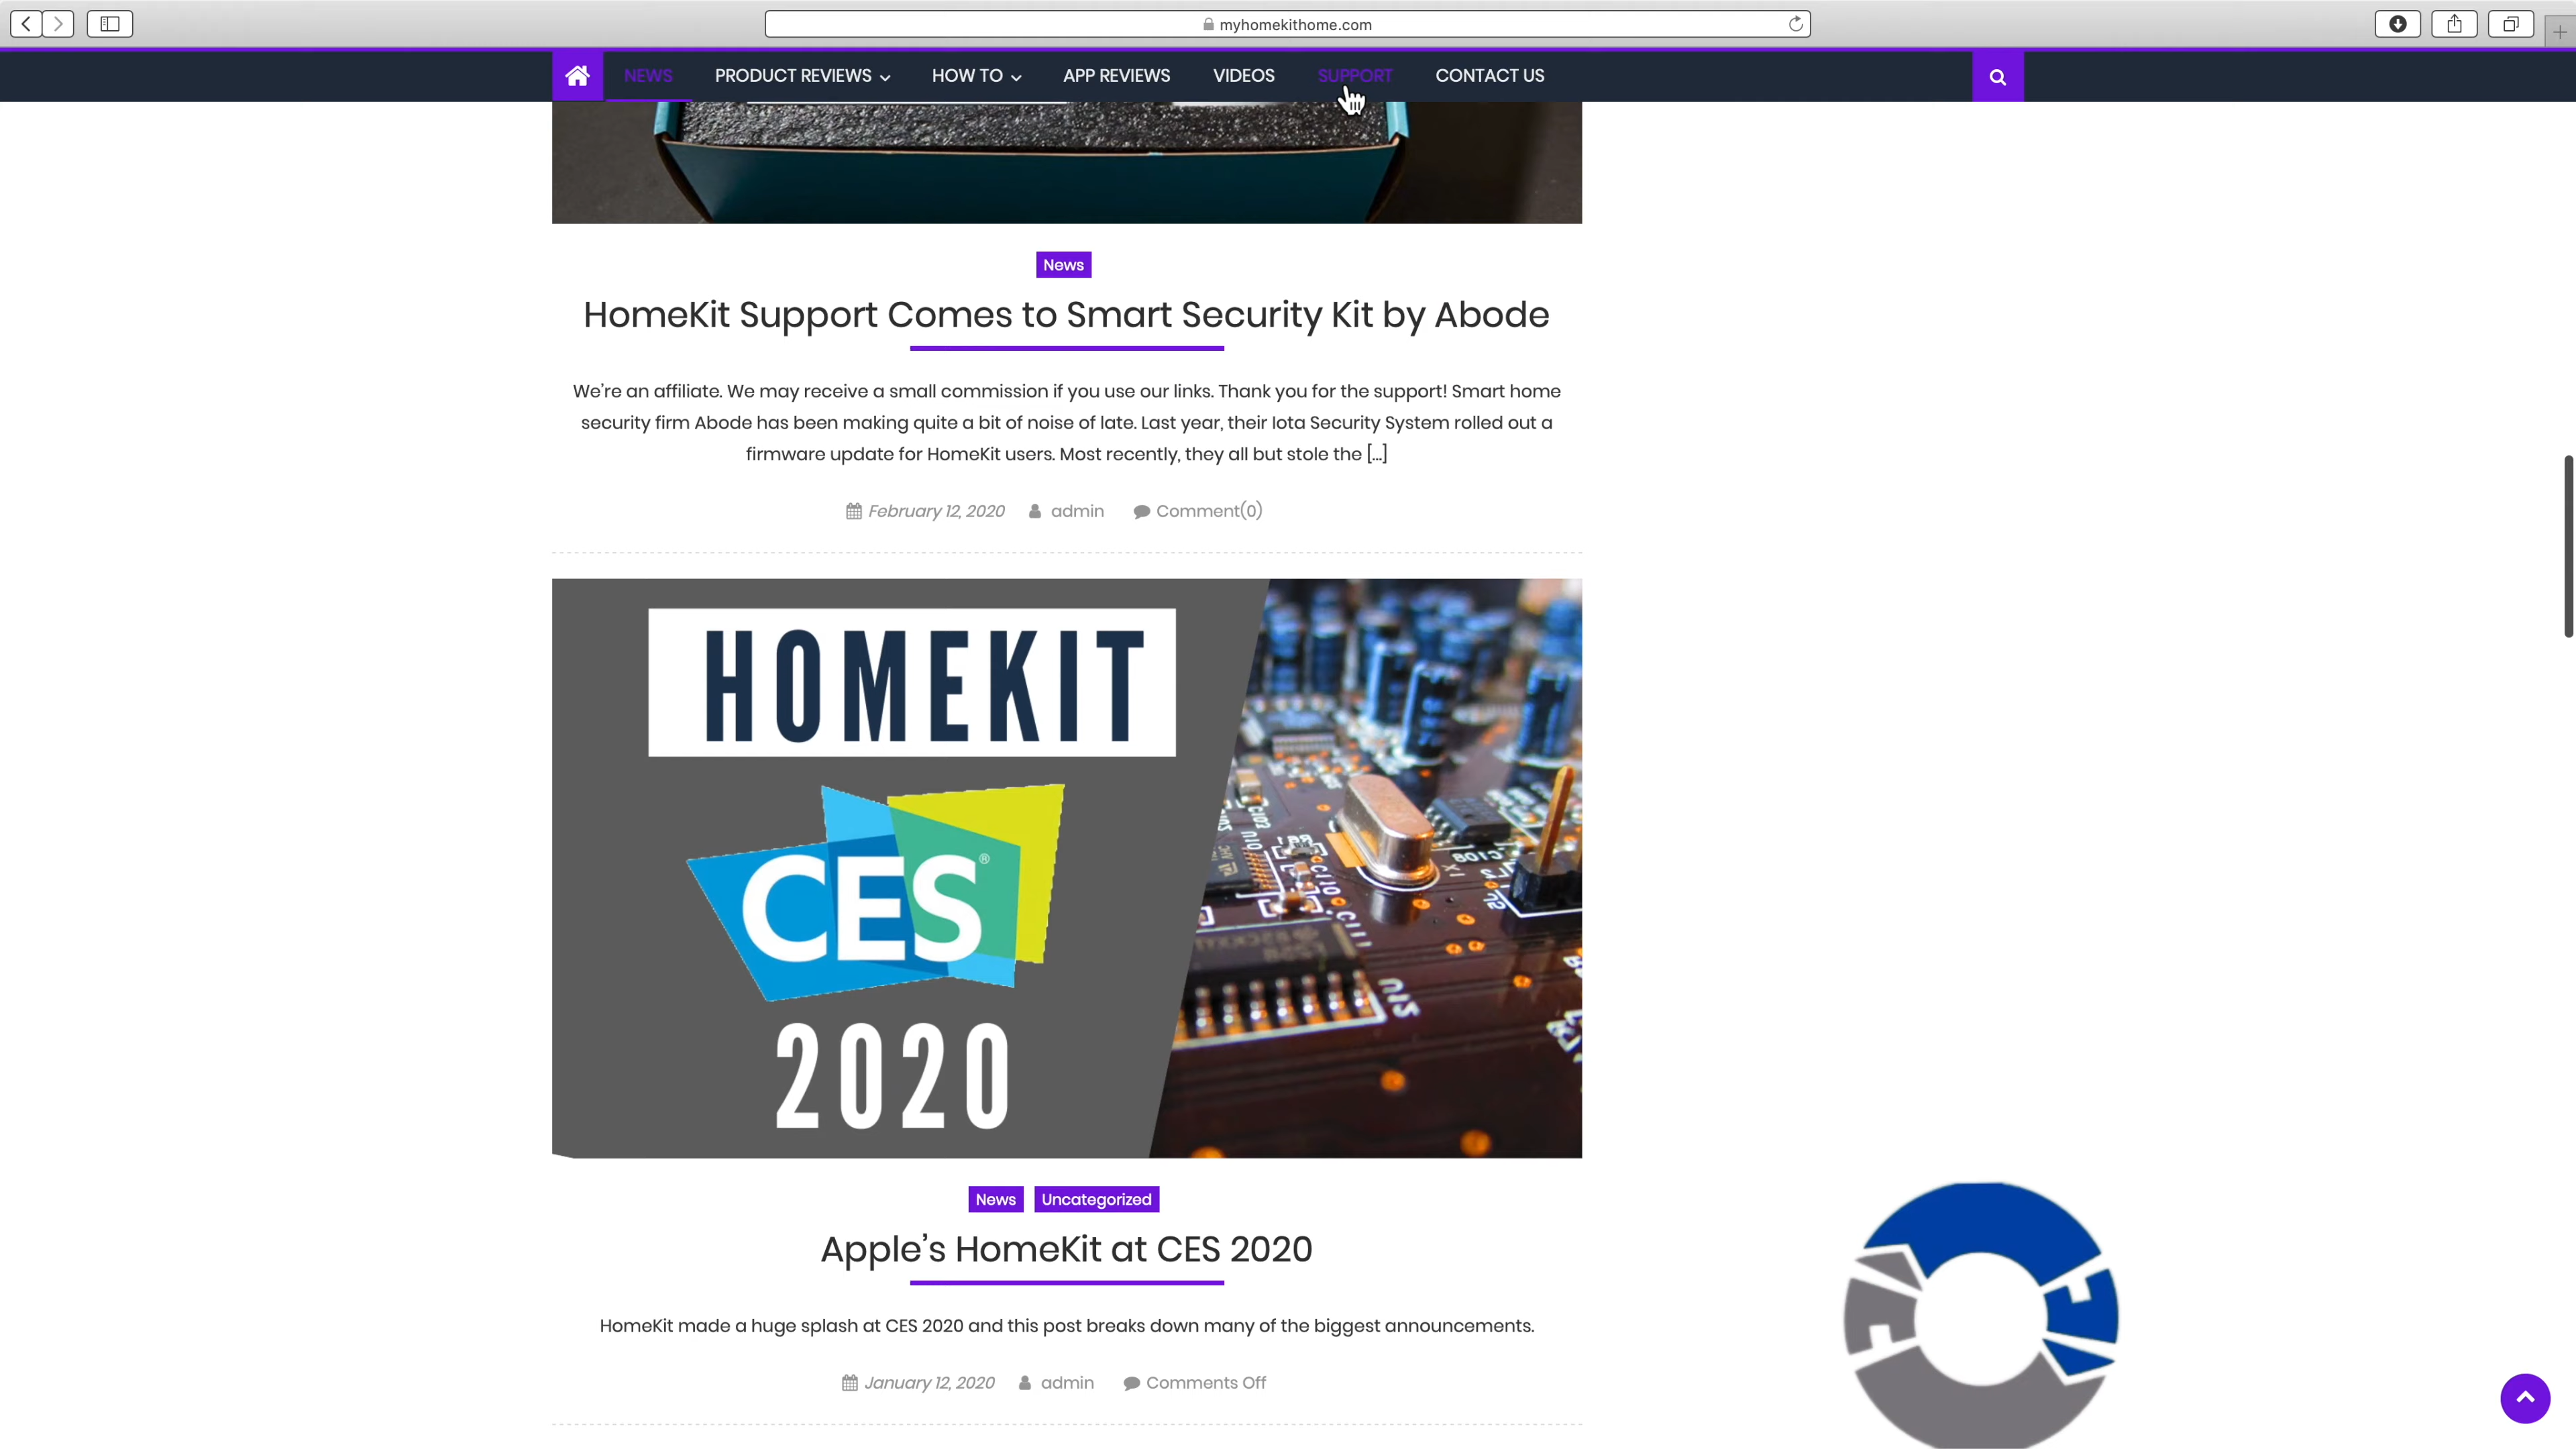 myhomekithome.com
NEWS PRODUCT REVIEWS HOW TO APP REVIEWS VIDEOS SUPPORT CONTACT US
News
HomeKit Support Comes to Smart Security Kit by Abode
We're an affiliate. We may receive a small commission if you use our links. Thank you for the support! Smart home
security firm Abode has been making quite a bit of noise of late. Last year, their Iota Security System rolled out a
firmware update for HomeKit users. Most recently, they all but stole the [...]
February 12, 2020 admin Comment(0)
HOMEKIT
CES®
2020
News Uncategorized
Apple's HomeKit at CES 2020
HomeKit made a huge splash at CES 2020 and this post breaks down many of the biggest announcements.
January 12, 2020 admin Comments Off